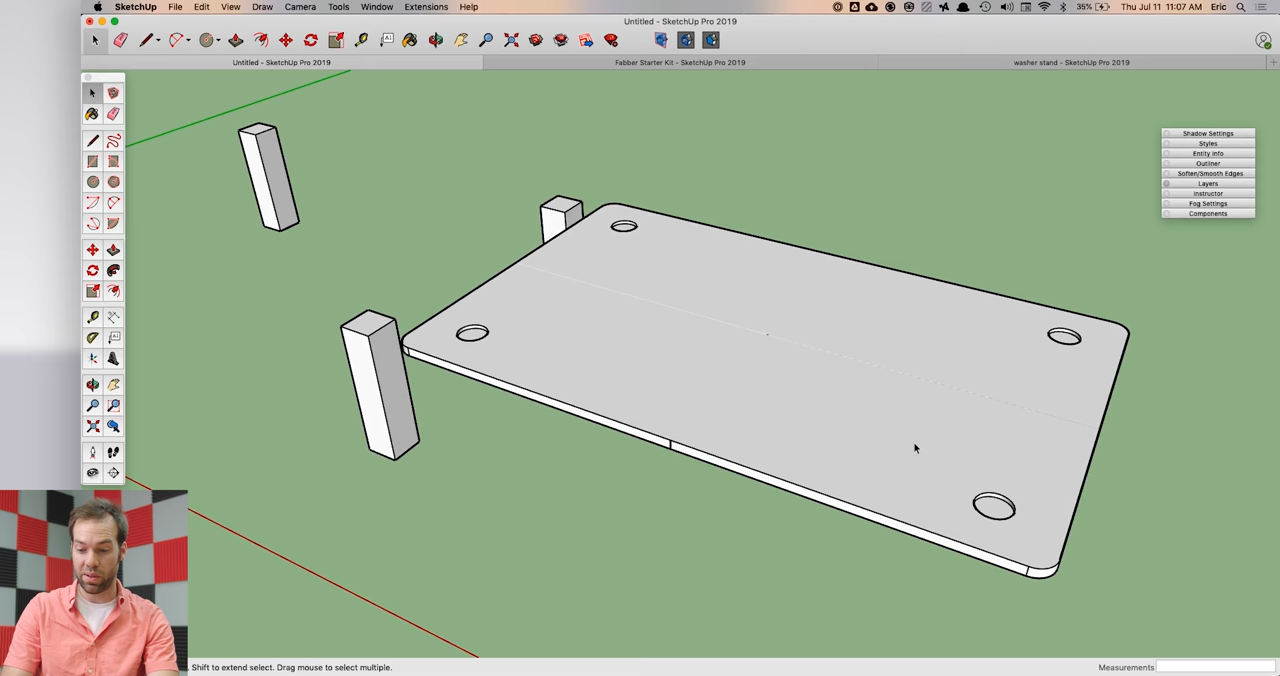 SketchUp File Edit View Camera Draw Tools Window Extensions Help
35% Thu Jul 11 11:07 AM Eric
Untitled - SketchUp Pro 2019
Untitled - SketchUp Pro 2019 Fabber Starter Kit - SketchUp Pro 2019 washer stand - SketchUp Pro 2019
Shadow Settings
Styles
Entity Info
Outliner
Soften/Smooth Edges
Layers
Instructor
Fog Settings
Components
Shift to extend select. Drag mouse to select multiple.
Measurements